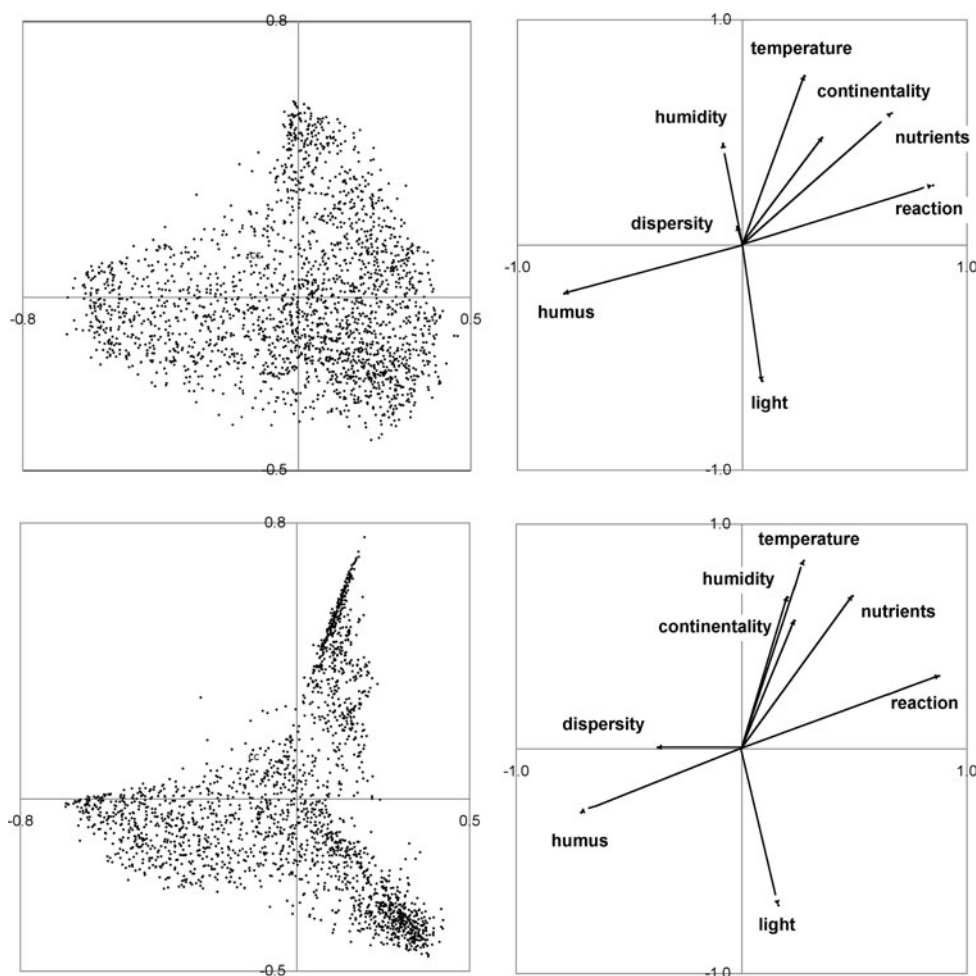 0.8
-0.8
0.5
-0.5
1.0
temperature
continentality
humidity
nutrients
dispersity
reaction
-1.0
1.0
humus
light
-1.0
0.8
-0.8
0.5
-0.5
1.0
temperature
humidity
continentality
nutrients
reaction
dispersity
-1.0
1.0
humus
light
-1.0